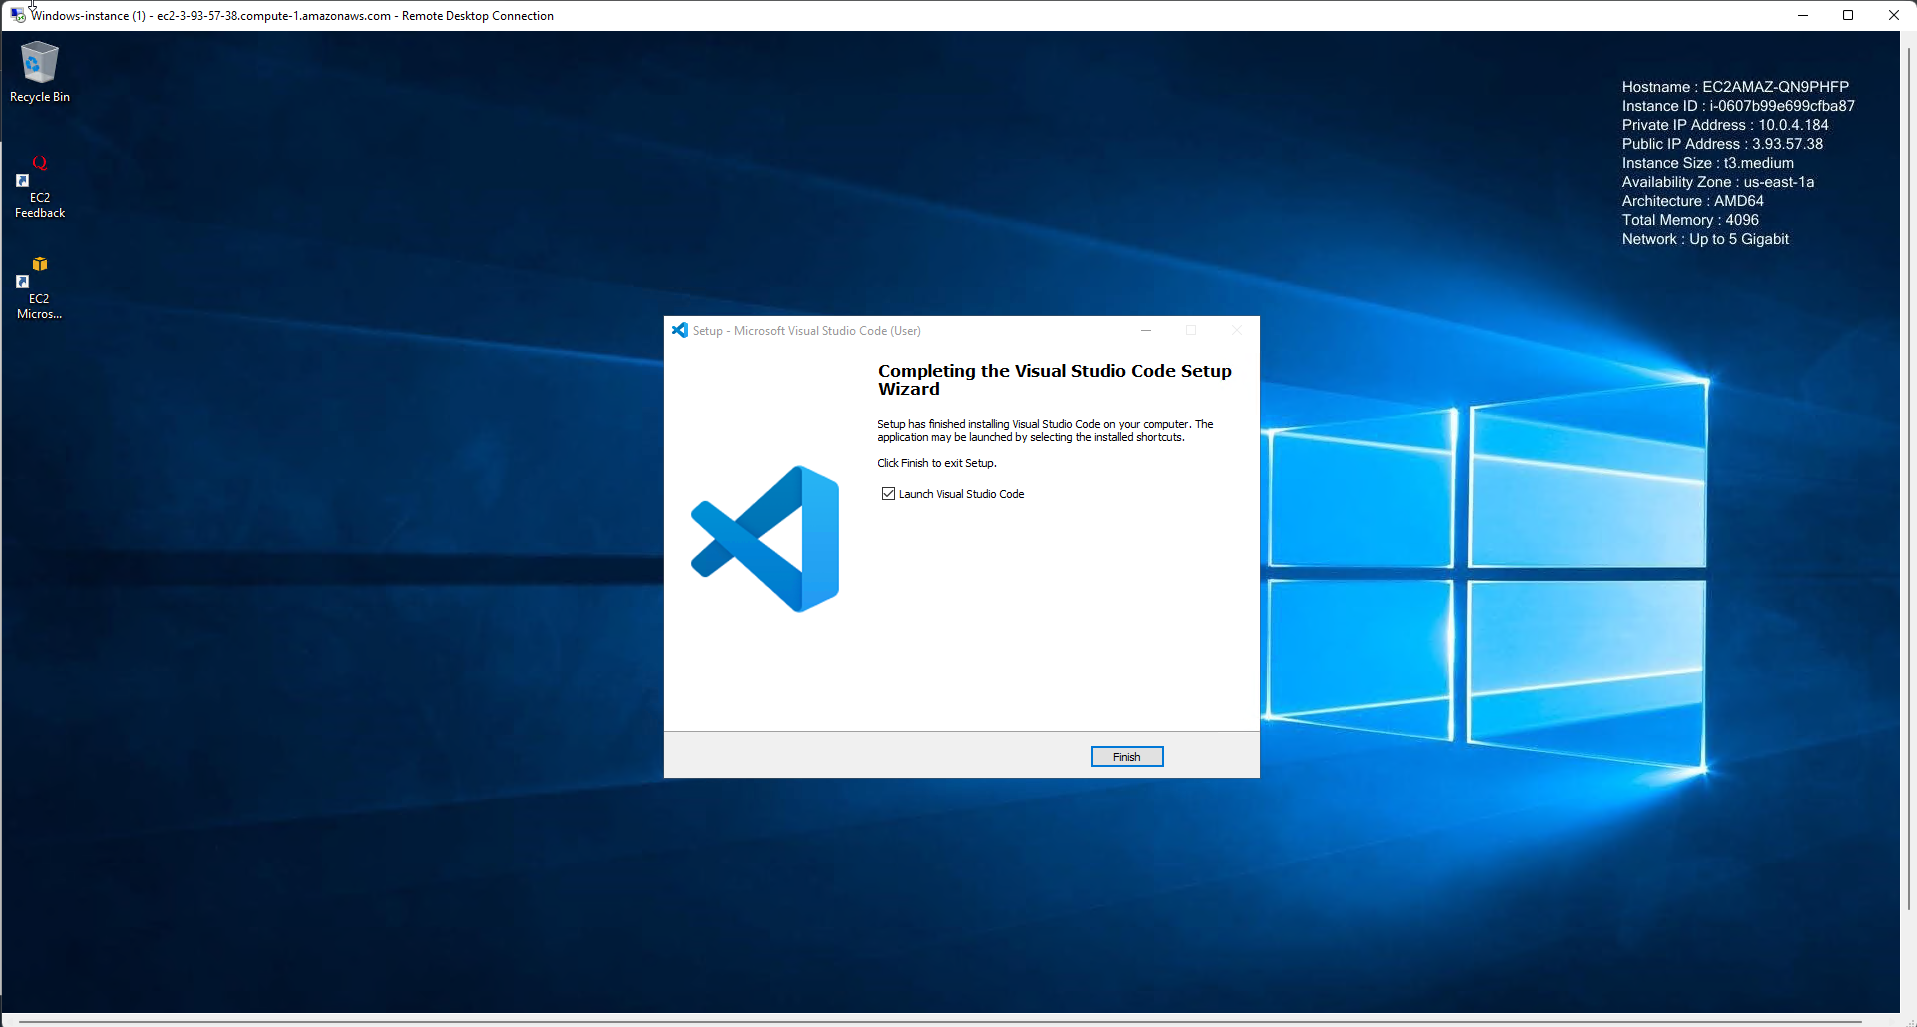 Windows-instance (1) - ec2-3-93-57-38.compute-1.amazonaws.com - Remote Desktop Connection
Recycle Bin
EC2
Feedback
EC2
Micros...
Hostname : EC2AMAZ-QN9PHFP
Instance ID : i-0607b99e699cfba87
Private IP Address : 10.0.4.184
Public IP Address : 3.93.57.38
Instance Size : t3.medium
Availability Zone : us-east-1a
Architecture : AMD64
Total Memory : 4096
Network : Up to 5 Gigabit
Setup - Microsoft Visual Studio Code (User)
Completing the Visual Studio Code Setup
Wizard
Setup has finished installing Visual Studio Code on your computer. The
application may be launched by selecting the installed shortcuts.
Click Finish to exit Setup.
Launch Visual Studio Code
Finish